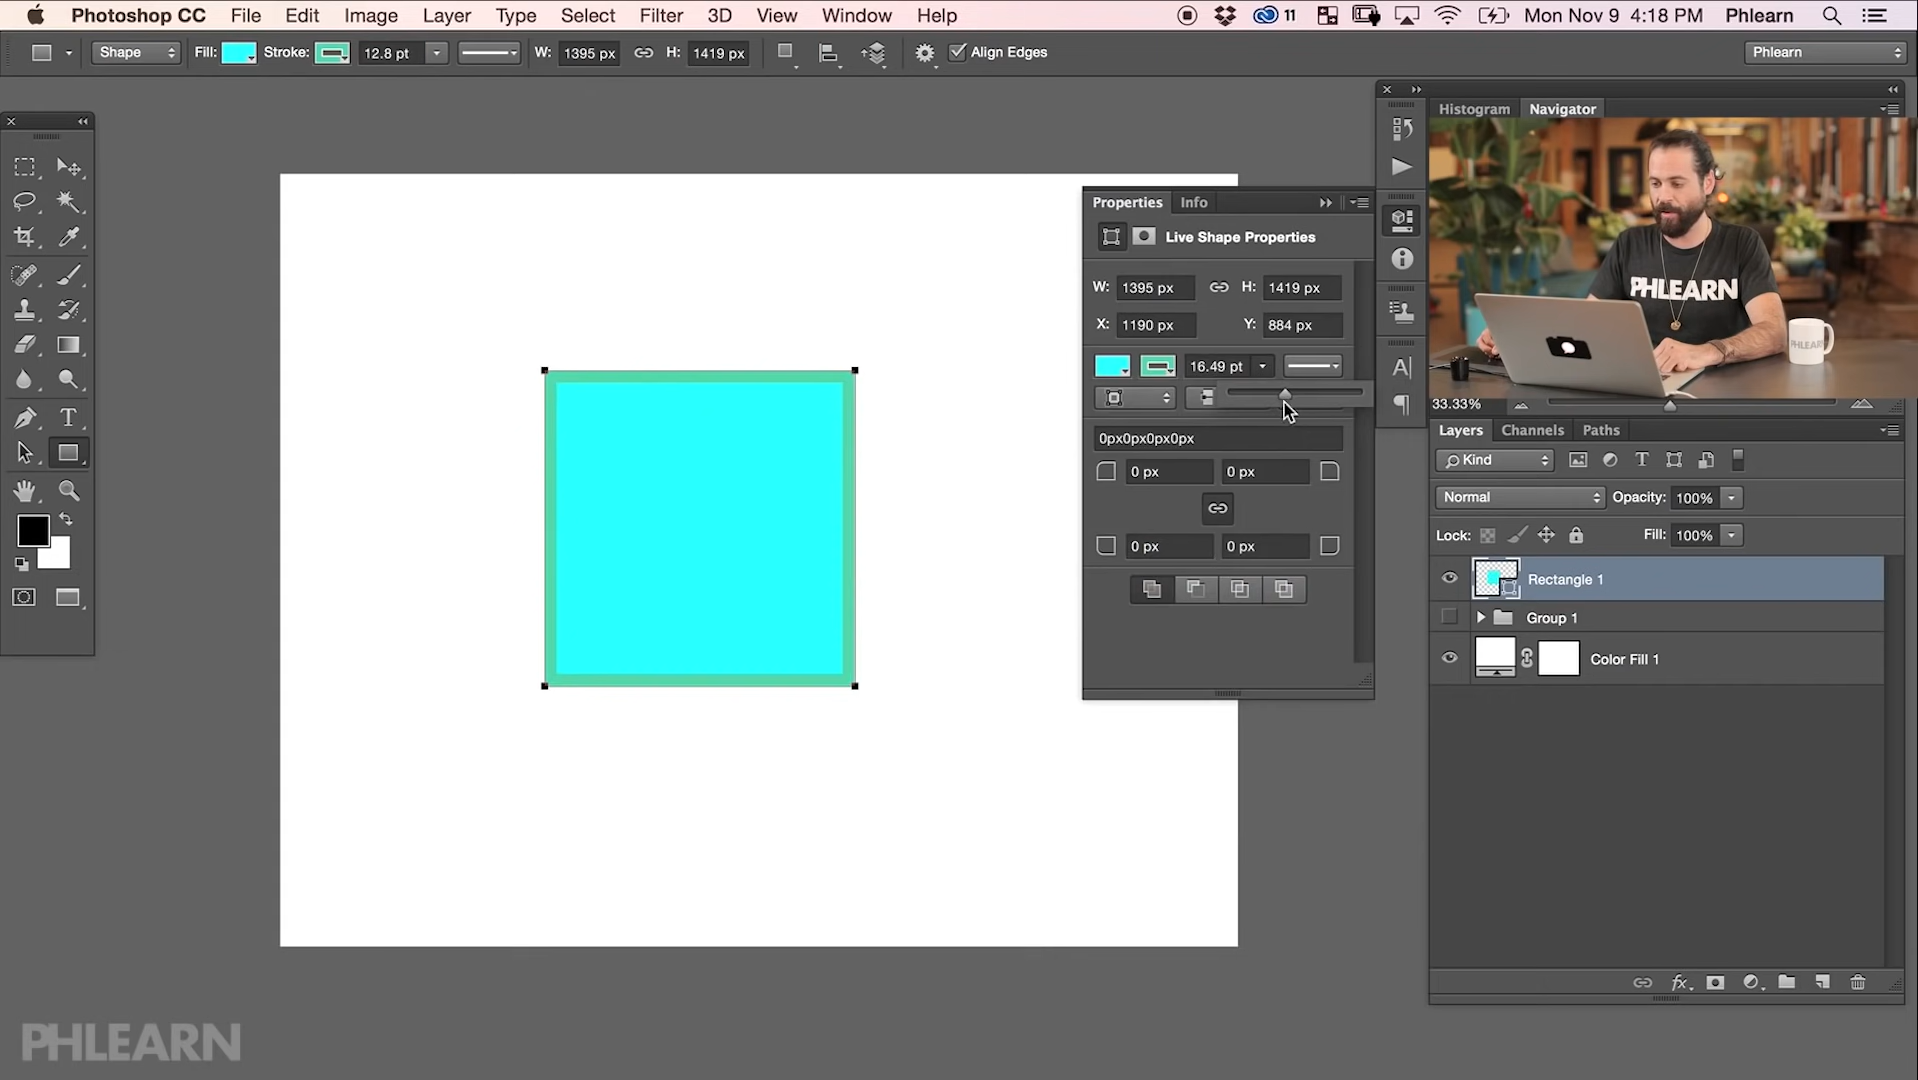 Photoshop CC File Edit Image Layer Type Select Filter 3D View Window Help 11 Mon Nov 9 4:18 PM Phlearn
Shape Fill: Stroke: 12.8 pt W: 1395 px H: 1419 px Align Edges Phlearn
Histogram Navigator
Properties Info
Live Shape Properties
W: 1395 px H: 1419 px
X: 1190 px Y: 884 px
16.49 pt
0px0px0px0px
0 px 0 px
0 px 0 px
PHLEARN
PHLEARN
33.33%
Layers Channels Paths
Kind
Normal Opacity: 100%
Lock: Fill: 100%
Rectangle 1
Group 1
Color Fill 1
PHLEARN